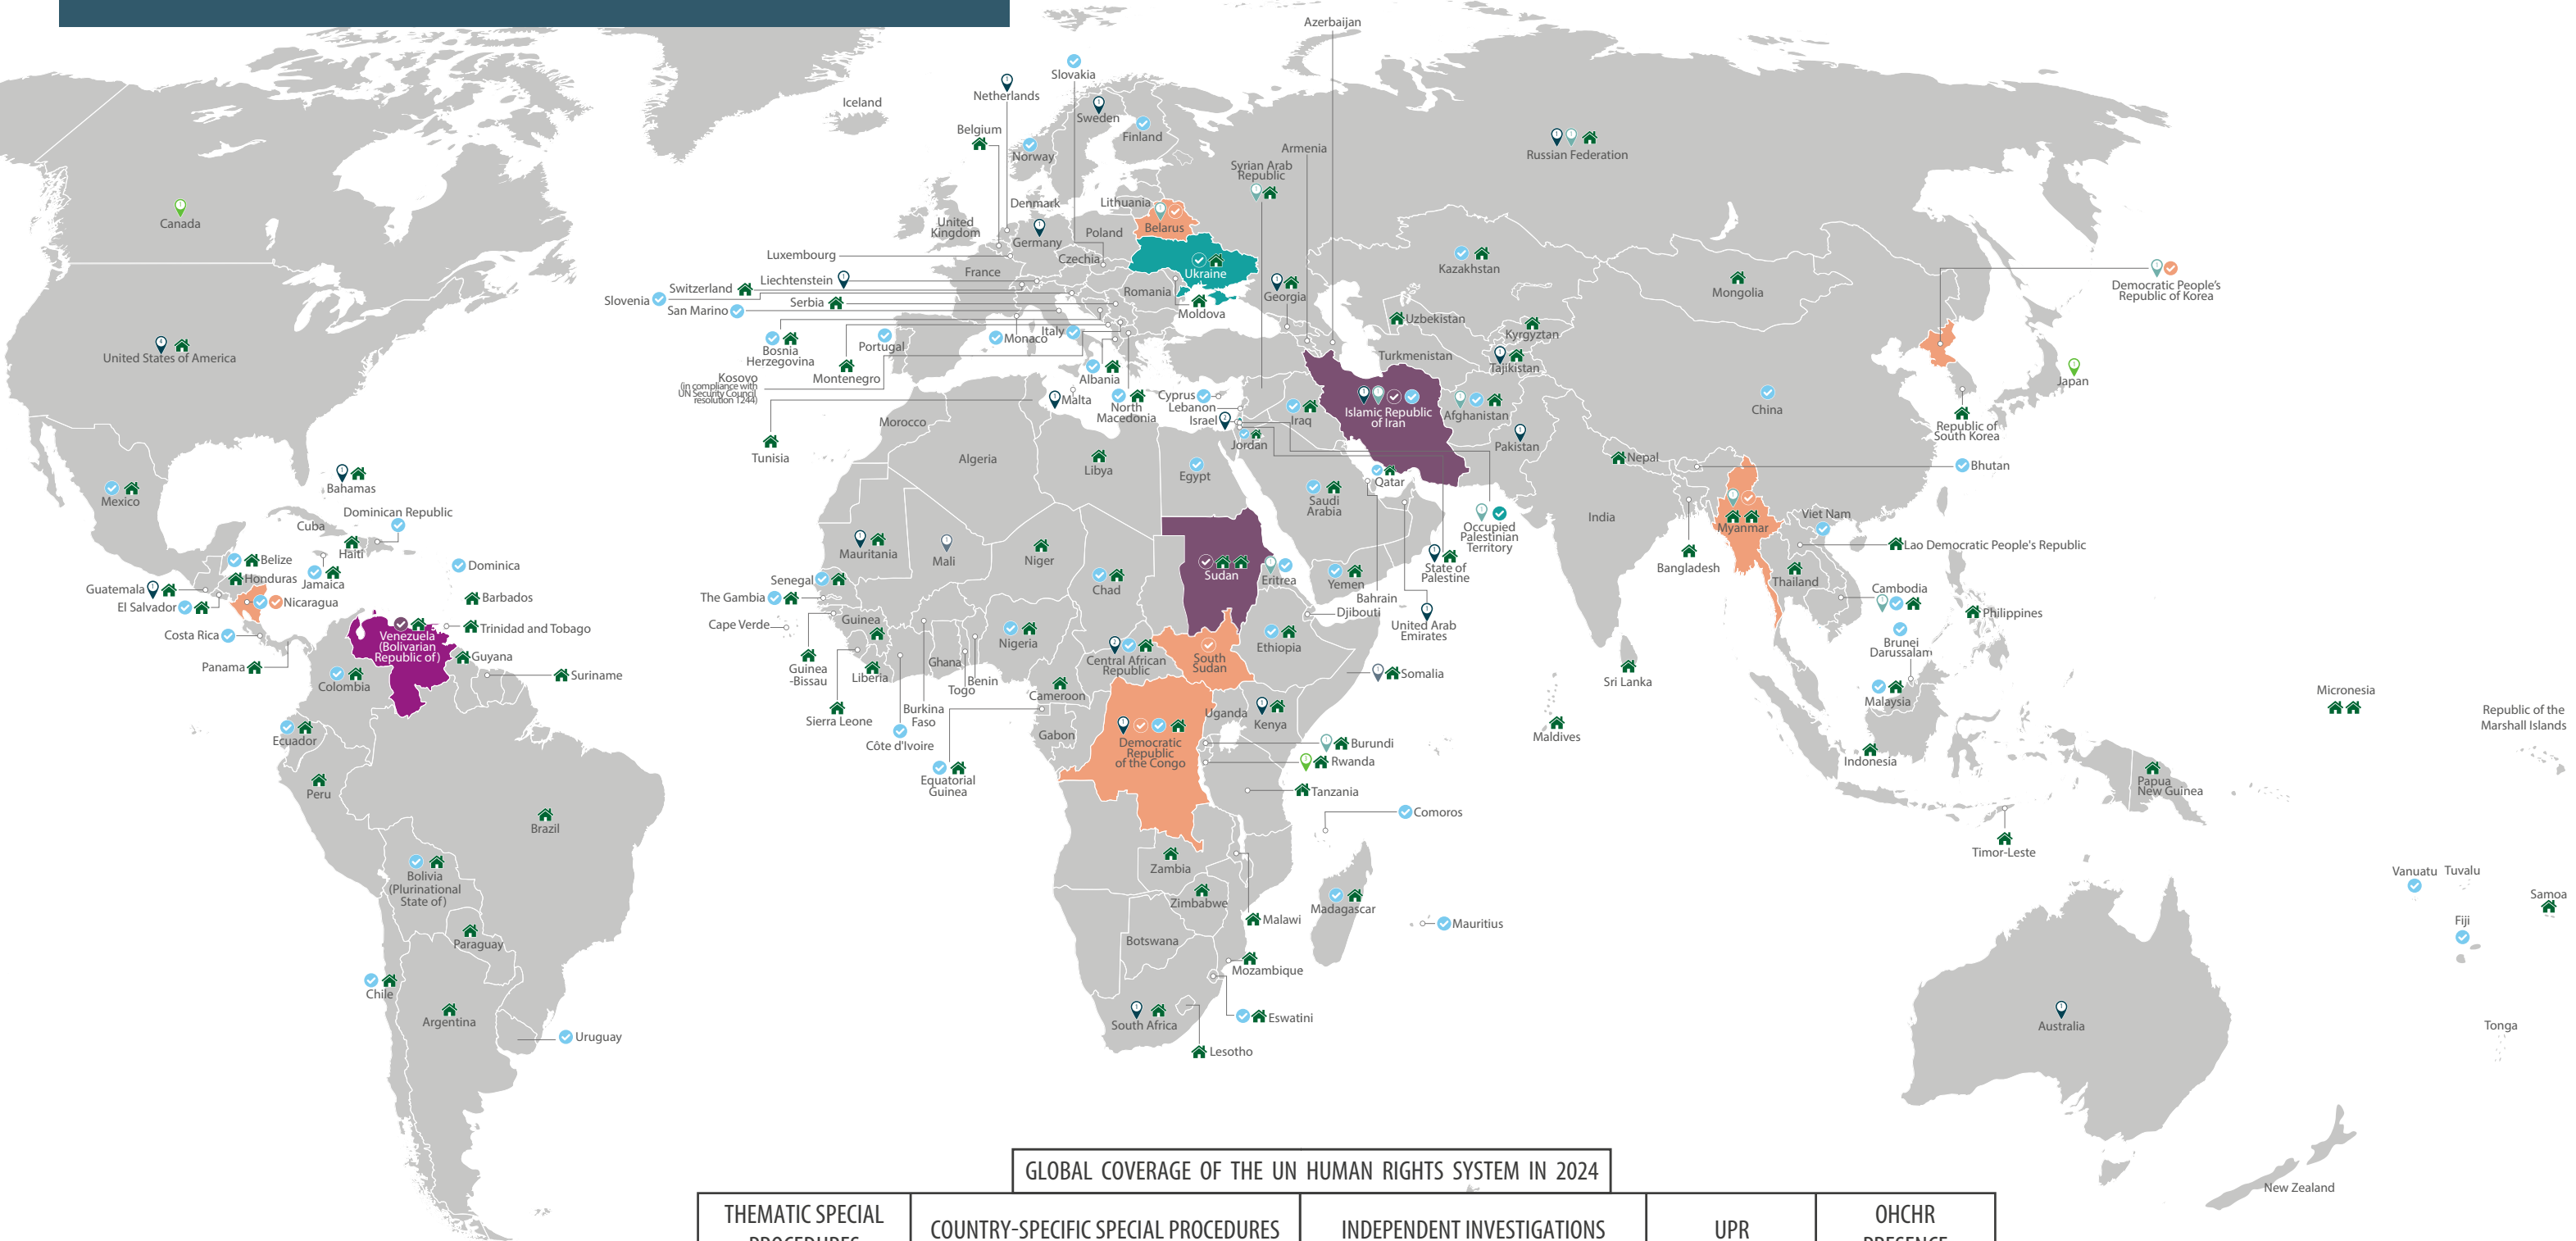 Azerbaijan
Slovakia
Netherlands
Iceland
Sweden
Belgium
Finland
Norway
Armenia
Russian Federation
Syrian Arab
Republic
Denmark
Lithuania
Canada
United
Kingdom
Belarus
Germany
Poland
Luxembourg
Czechia
Kazakhstan
France
Ukraine
Liechtenstein
Switzerland
Democratic People's
Republic of Korea
Slovenia
Serbia
Romania
Georgia
Mongolia
San Marino
Moldova
Uzbekistan
Italy
Monaco
Kyrgyztan
Portugal
Bosnia
Herzegovina
United States of America
Turkmenistan
Tajikistan
Kosovo
(in compliance with
UN Security Council
resolution 1244)
Montenegro
Albania
Japan
Cyprus
Malta
North
Macedonia
Lebanon
Israel
Islamic Republic
of Iran
Afghanistan
China
Morocco
Iraq
Republic of
South Korea
Jordan
Pakistan
Tunisia
Algeria
Libya
Egypt
Nepal
Bhutan
Qatar
Bahamas
Mexico
Saudi
Arabia
Dominican Republic
Cuba
India
Viet Nam
Occupied
Palestinian
Territory
Myanmar
Haiti
Mauritania
Mali
Niger
Lao Democratic People's Republic
Belize
Dominica
Sudan
State of
Palestine
Bangladesh
Honduras
Jamaica
Senegal
Eritrea
Yemen
Thailand
Guatemala
Chad
Cambodia
El Salvador
Nicaragua
Barbados
The Gambia
Bahrain
Djibouti
Philippines
Cape Verde
Guinea
United Arab
Emirates
Costa Rica
Venezuela
(Bolivarian
Republic of)
Trinidad and Tobago
Nigeria
Ethiopia
Brunei
Darussalam
Panama
Guyana
Guinea
-Bissau
Ghana
Central African
Republic
South
Sudan
Suriname
Liberia
Benin
Togo
Somalia
Sri Lanka
Colombia
Cameroon
Micronesia
Malaysia
Sierra Leone
Burkina
Faso
Uganda
Kenya
Republic of the
Marshall Islands
Ecuador
Côte d'Ivoire
Gabon
Democratic
Republic
of the Congo
Burundi
Maldives
Rwanda
Indonesia
Equatorial
Guinea
Peru
Tanzania
Papua
New Guinea
Brazil
Comoros
Timor-Leste
Zambia
Bolivia
(Plurinational
State of)
Vanuatu
Tuvalu
Zimbabwe
Madagascar
Samoa
Malawi
Mauritius
Fiji
Paraguay
Botswana
Mozambique
Chile
Argentina
South Africa
Eswatini
Australia
Tonga
Uruguay
Lesotho
GLOBAL COVERAGE OF THE UN HUMAN RIGHTS SYSTEM IN 2024
New Zealand
THEMATIC SPECIAL
PROCEDURES
COUNTRY-SPECIFIC SPECIAL PROCEDURES
INDEPENDENT INVESTIGATIONS
UPR
OHCHR
PRESENCE